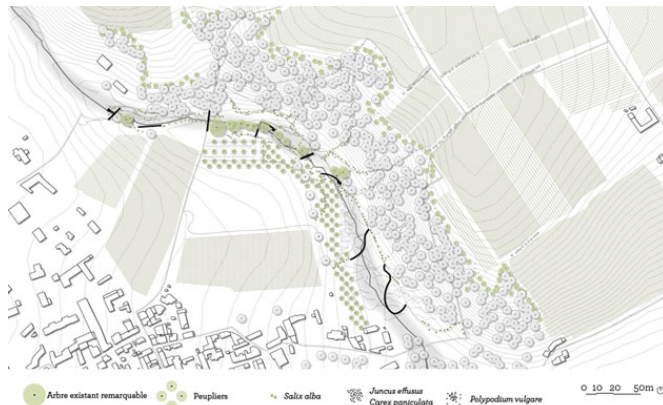 Arbre existant remarquable
Peupliers
Salix alba
Juncus effusus
Carex paniculata
Polypodium vulgare
0 10 20 50m